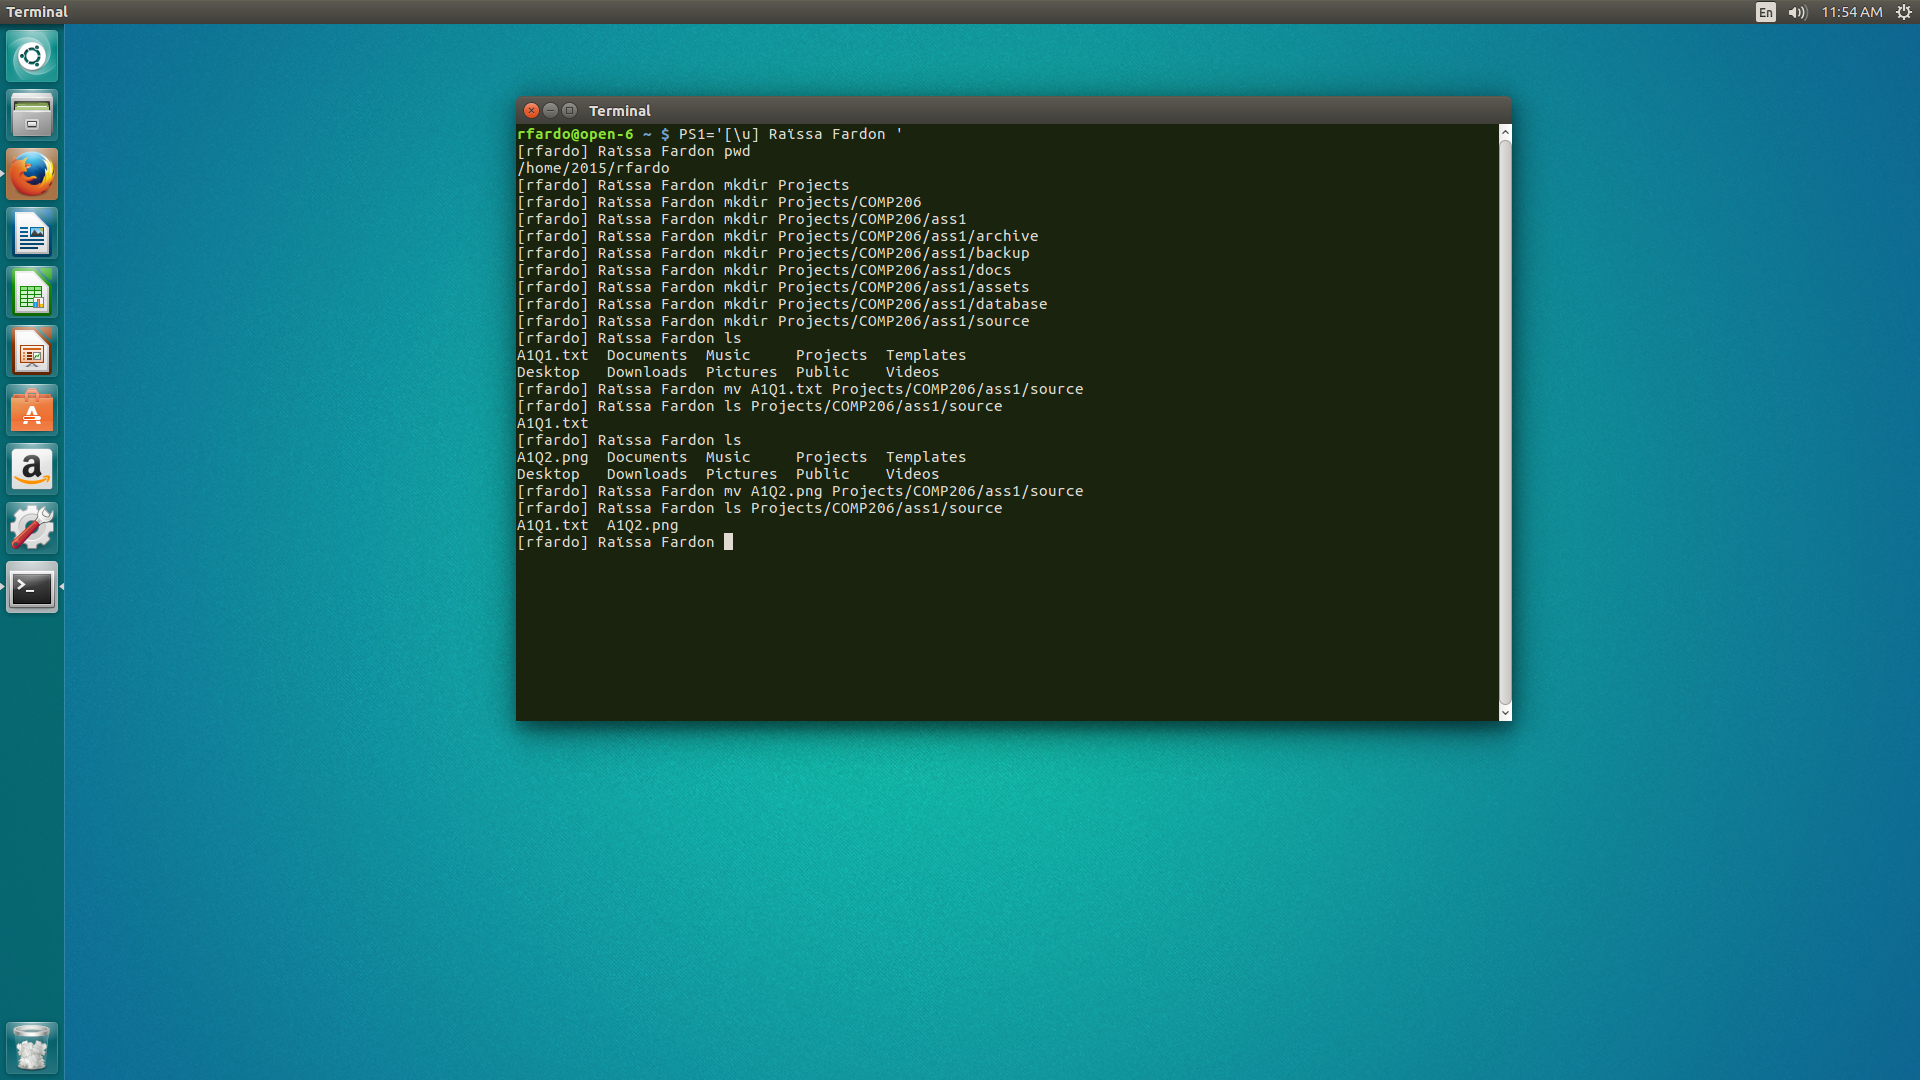 Terminal
En
11:54 AM
Terminal
rfardo@open-6 ~ $ PS1='[\u] Raïssa Fardon '
[rfardo] Raïssa Fardon pwd
/home/2015/rfardo
[rfardo] Raïssa Fardon mkdir Projects
[rfardo] Raïssa Fardon mkdir Projects/COMP206
[rfardo] Raïssa Fardon mkdir Projects/COMP206/ass1
[rfardo] Raïssa Fardon mkdir Projects/COMP206/ass1/archive
[rfardo] Raïssa Fardon mkdir Projects/COMP206/ass1/backup
[rfardo] Raïssa Fardon mkdir Projects/COMP206/ass1/docs
[rfardo] Raïssa Fardon mkdir Projects/COMP206/ass1/assets
[rfardo] Raïssa Fardon mkdir Projects/COMP206/ass1/database
[rfardo] Raïssa Fardon mkdir Projects/COMP206/ass1/source
[rfardo] Raïssa Fardon ls
A1Q1.txt  Documents  Music     Projects  Templates
Desktop   Downloads  Pictures  Public    Videos
[rfardo] Raïssa Fardon mv A1Q1.txt Projects/COMP206/ass1/source
[rfardo] Raïssa Fardon ls Projects/COMP206/ass1/source
A1Q1.txt
[rfardo] Raïssa Fardon ls
A1Q2.png  Documents  Music     Projects  Templates
Desktop   Downloads  Pictures  Public    Videos
[rfardo] Raïssa Fardon mv A1Q2.png Projects/COMP206/ass1/source
[rfardo] Raïssa Fardon ls Projects/COMP206/ass1/source
A1Q1.txt  A1Q2.png
[rfardo] Raïssa Fardon